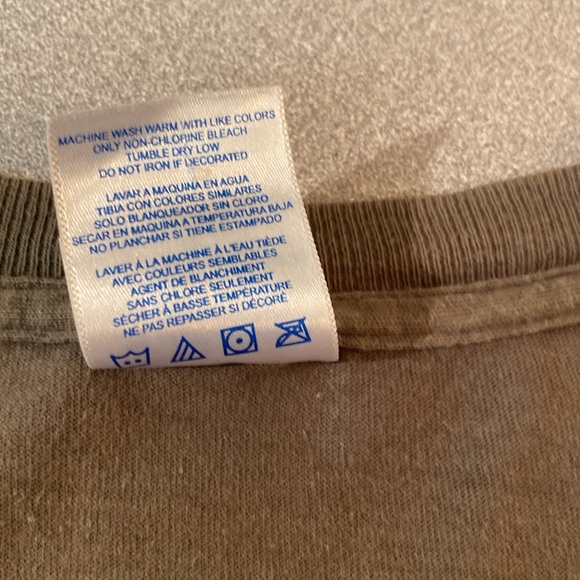 MACHINE WASH WARM WITH LIKE COLORS
ONLY NON-CHLORINE BLEACH
TUMBLE DRY LOW
DO NOT IRON IF DECORATED
LAVAR A MAQUINA EN AGUA
TIBIA CON COLORES SIMILARES
SOLO BLANQUEADOR SIN CLORO
SECAR EN MAQUINA A TEMPERATURA BAJA
NO PLANCHAR SI TIENE ESTAMPADO
LAVER À LA MACHINE À L'EAU TIÈDE
AVEC COULEURS SEMBLABLES
AGENT DE BLANCHIMENT
SANS CHLORE SEULEMENT
SÉCHER À BASSE TEMPÉRATURE
NE PAS REPASSER SI DÉCORÉ